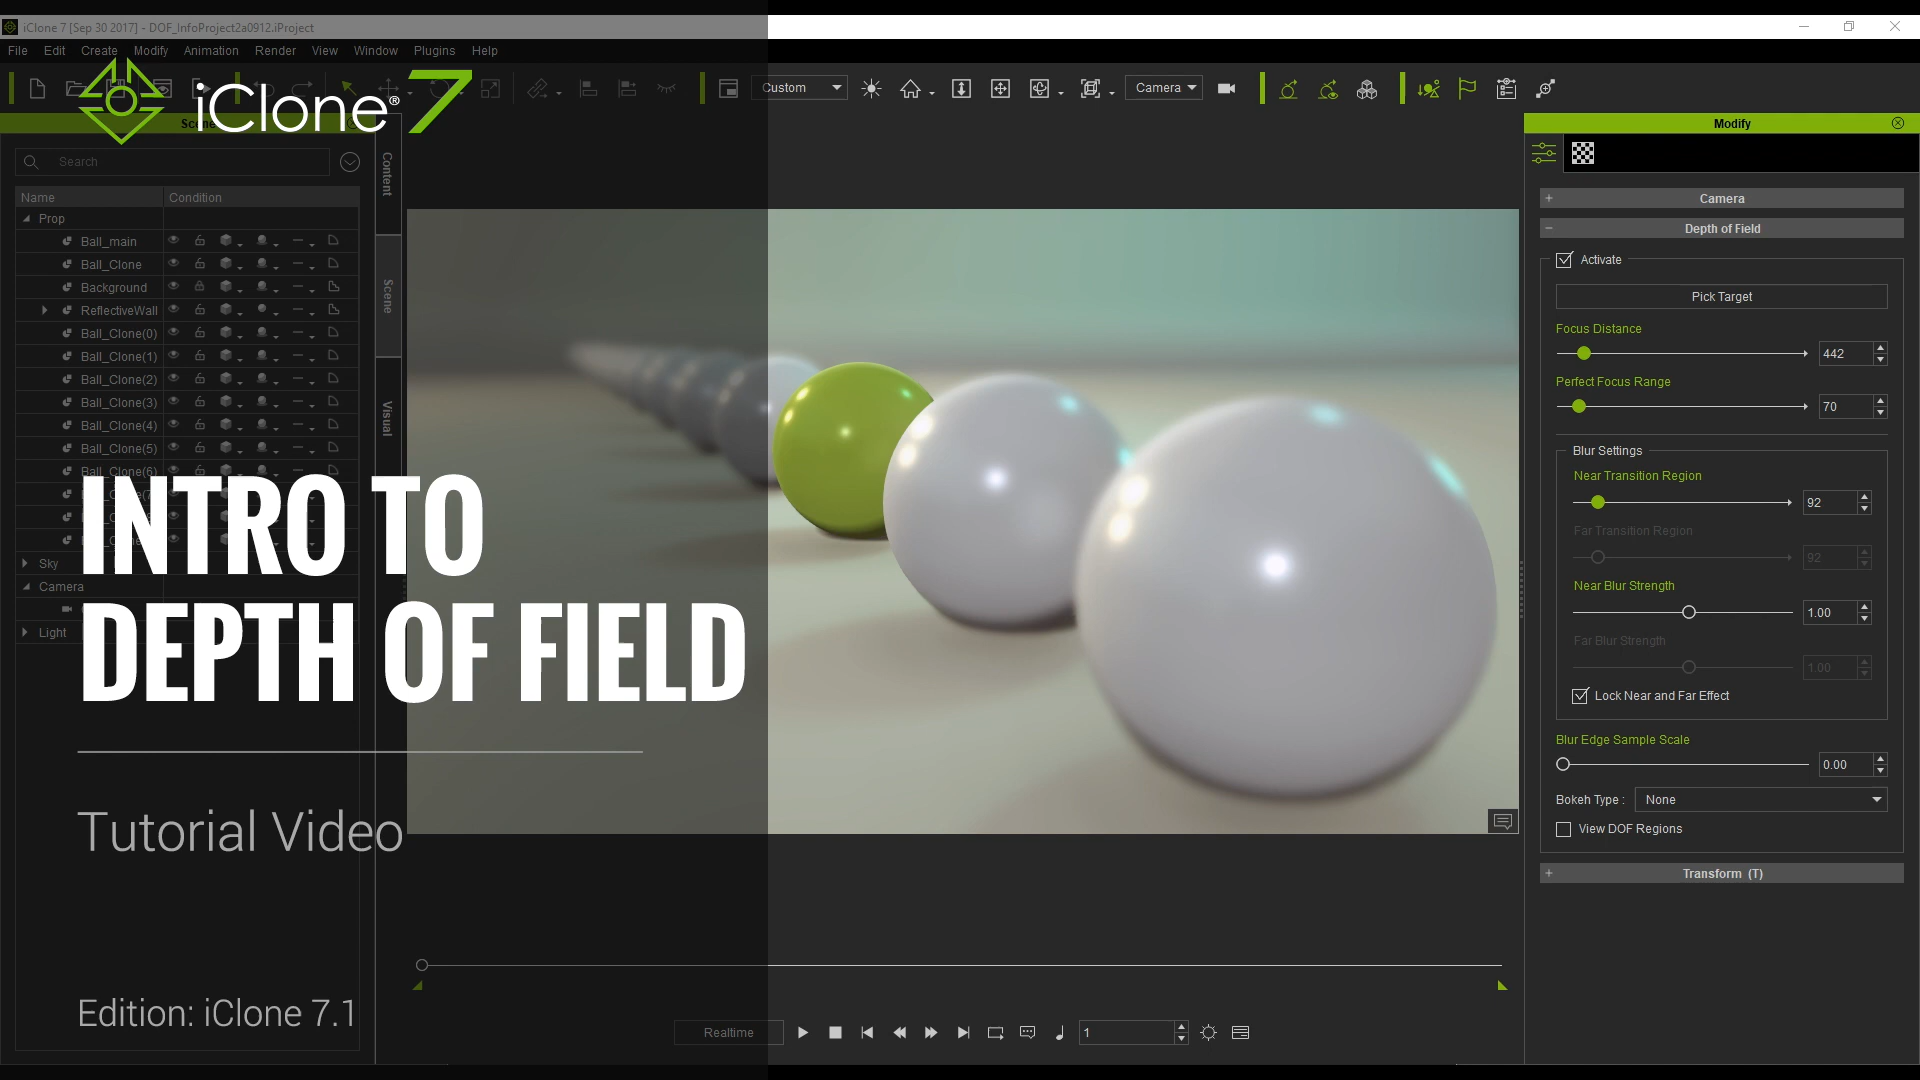 iClone 7 [Sep 30 2017] - DOF_InfoProject2a0912.iProject
File Edit Create Modify Animation Render View Window Plugins Help
iClone® 7
Custom
Camera
Scene
Search
Name Condition
Prop
Ball_main
Ball_Clone
Background
ReflectiveWall
Ball_Clone(0)
Ball_Clone(1)
Ball_Clone(2)
Ball_Clone(3)
Ball_Clone(4)
Ball_Clone(5)
Ball_Clone(6)
Sky
Camera
Light
Content
Scene
Visual
INTRO TO
DEPTH OF FIELD
Tutorial Video
Edition: iClone 7.1
Realtime
1
Modify
Camera
Depth of Field
Activate
Pick Target
Focus Distance
442
Perfect Focus Range
70
Blur Settings
Near Transition Region
92
Far Transition Region
92
Near Blur Strength
1.00
Far Blur Strength
1.00
Lock Near and Far Effect
Blur Edge Sample Scale
0.00
Bokeh Type : None
View DOF Regions
Transform (T)